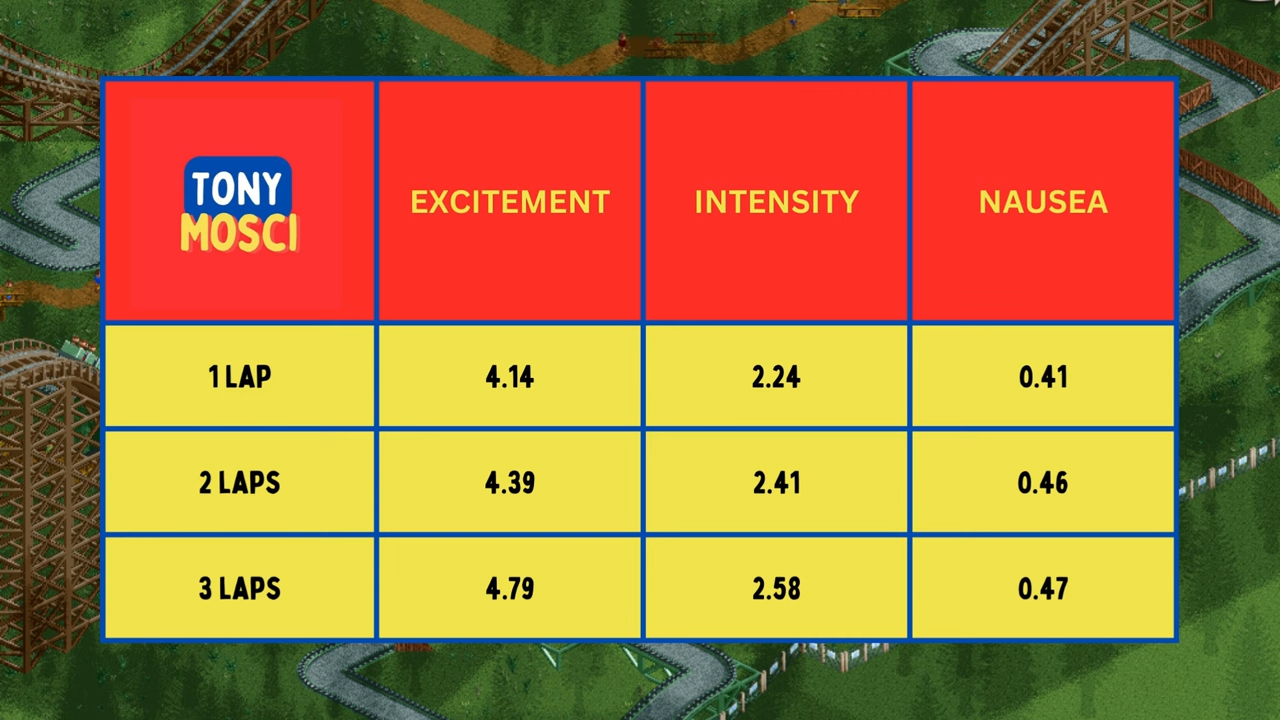 TONY
MOSCI
EXCITEMENT
INTENSITY
NAUSEA
1 LAP
4.14
2.24
0.41
2 LAPS
4.39
2.41
0.46
3 LAPS
4.79
2.58
0.47